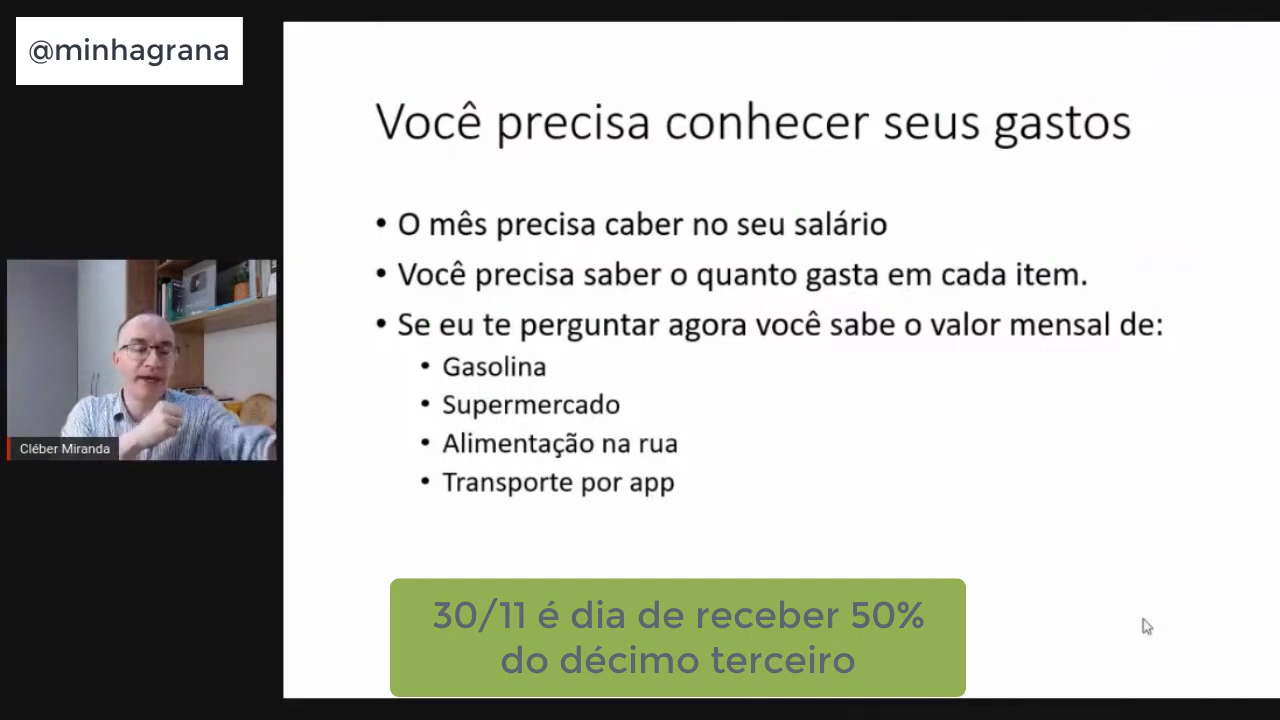 @minhagrana
Você precisa conhecer seus gastos
• O mês precisa caber no seu salário
• Você precisa saber o quanto gasta em cada item.
• Se eu te perguntar agora você sabe o valor mensal de:
• Gasolina
• Supermercado
• Alimentação na rua
• Transporte por app
Cléber Miranda
30/11 é dia de receber 50%
do décimo terceiro